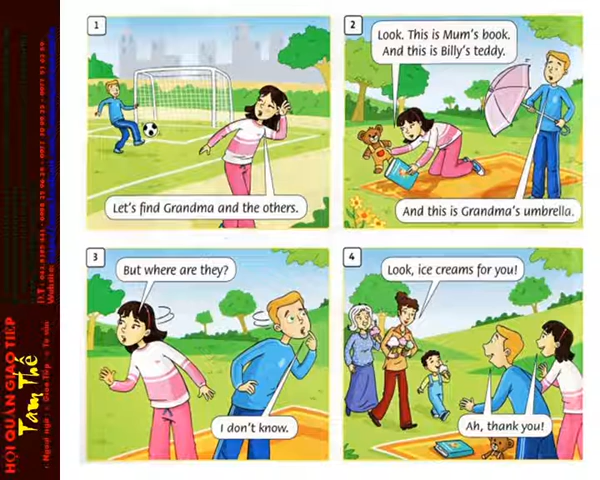 1
Let's find Grandma and the others.
2
Look. This is Mum's book.
And this is Billy's teddy.
And this is Grandma's umbrella.
3
But where are they?
I don't know.
4
Look, ice creams for you!
Ah, thank you!
HỘI QUÁN GIAO TIẾP
Tam Thế
Website: